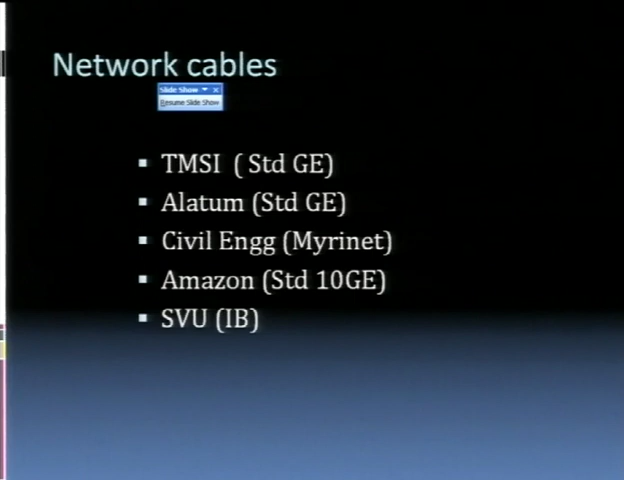 Network cables
Slide Show
Resume Slide Show
TMSI ( Std GE)
Alatum (Std GE)
Civil Engg (Myrinet)
Amazon (Std 10GE)
SVU (IB)